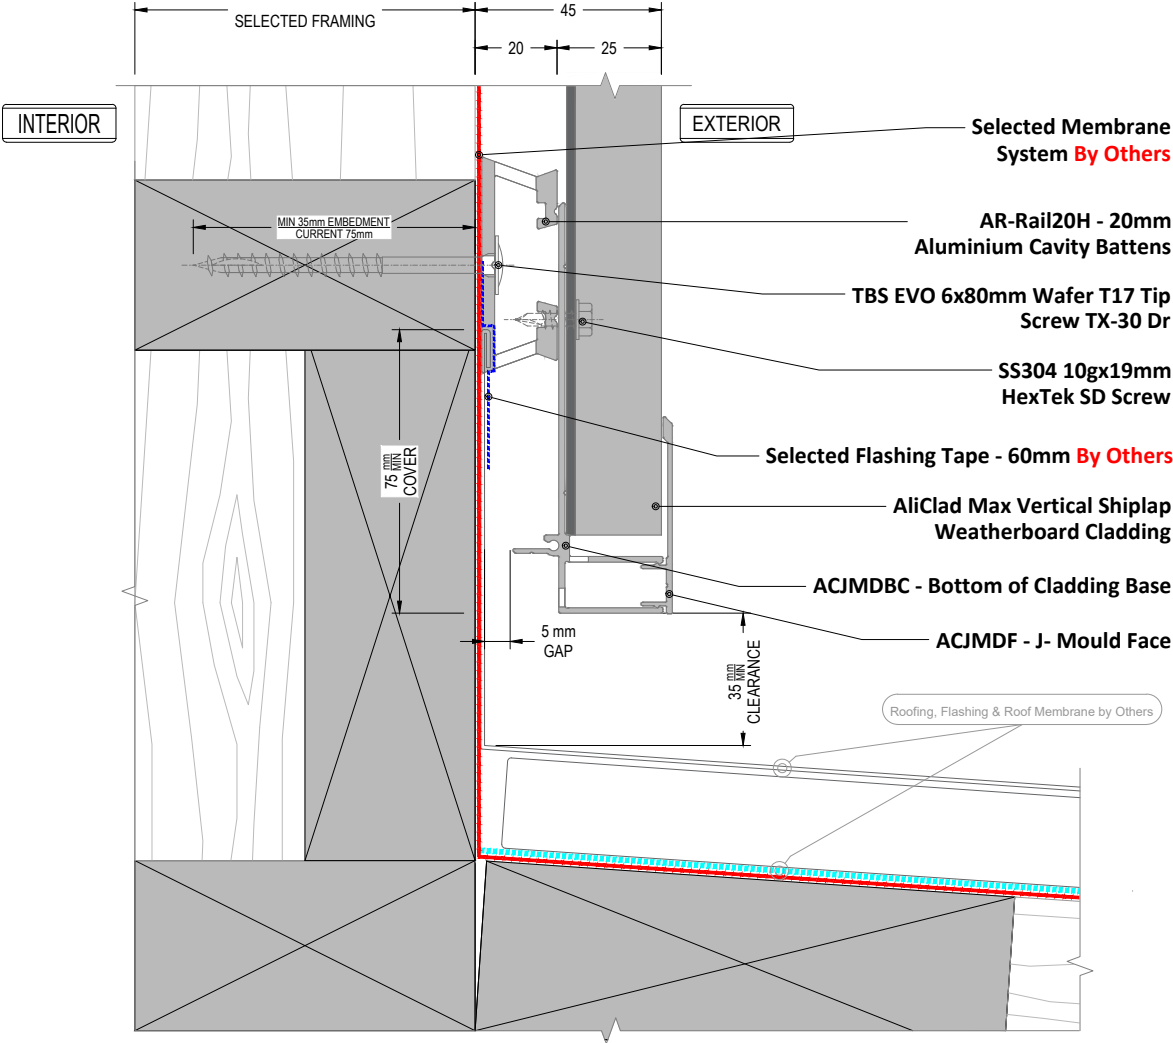 SELECTED FRAMING
45
20
25
INTERIOR
EXTERIOR
Selected Membrane
System By Others
MIN 35mm EMBEDMENT
CURRENT 75mm
AR-Rail20H - 20mm
Aluminium Cavity Battens
TBS EVO 6x80mm Wafer T17 Tip
Screw TX-30 Dr
SS304 10gx19mm
HexTek SD Screw
75 mm MIN
COVER
Selected Flashing Tape - 60mm By Others
AliClad Max Vertical Shiplap
Weatherboard Cladding
ACJMDBC - Bottom of Cladding Base
5 mm
GAP
ACJMDF - J- Mould Face
35 mm MIN
CLEARANCE
Roofing, Flashing & Roof Membrane by Others